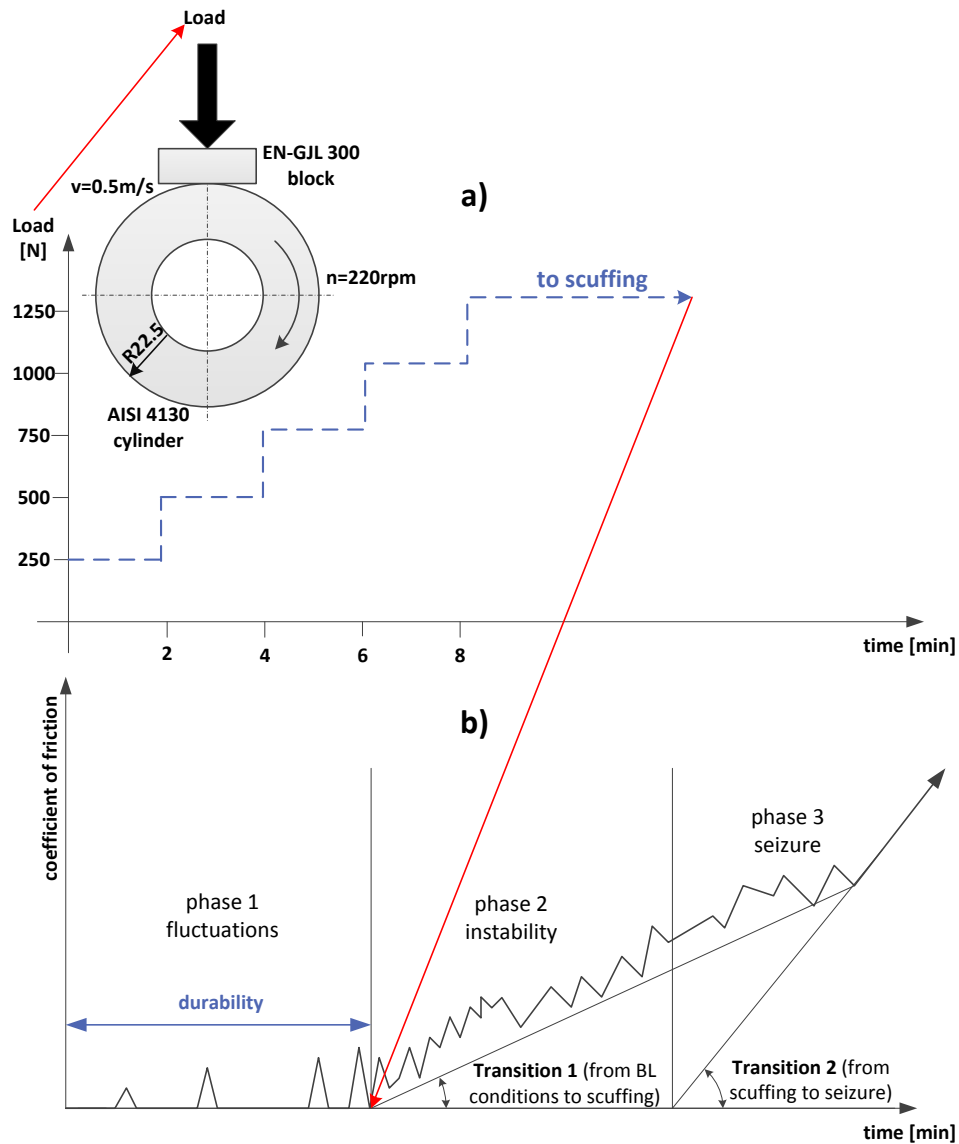 Load
EN-GJL 300
block
v=0.5m/s
a)
Load
[N]
n=220rpm
to scuffing
1250
R22.5
1000
AISI 4130
cylinder
750
500
250
2
4
6
8
time [min]
b)
coefficient of friction
phase 3
seizure
phase 1
fluctuations
phase 2
instability
durability
Transition 1 (from BL
conditions to scuffing)
Transition 2 (from
scuffing to seizure)
time [min]